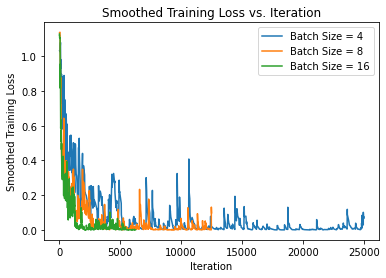 Smoothed Training Loss vs. Iteration
Batch Size = 4
Batch Size = 8
Batch Size = 16
Smoothed Training Loss
1.0
0.8
0.6
0.4
0.2
0.0
0
5000
10000
15000
20000
25000
Iteration